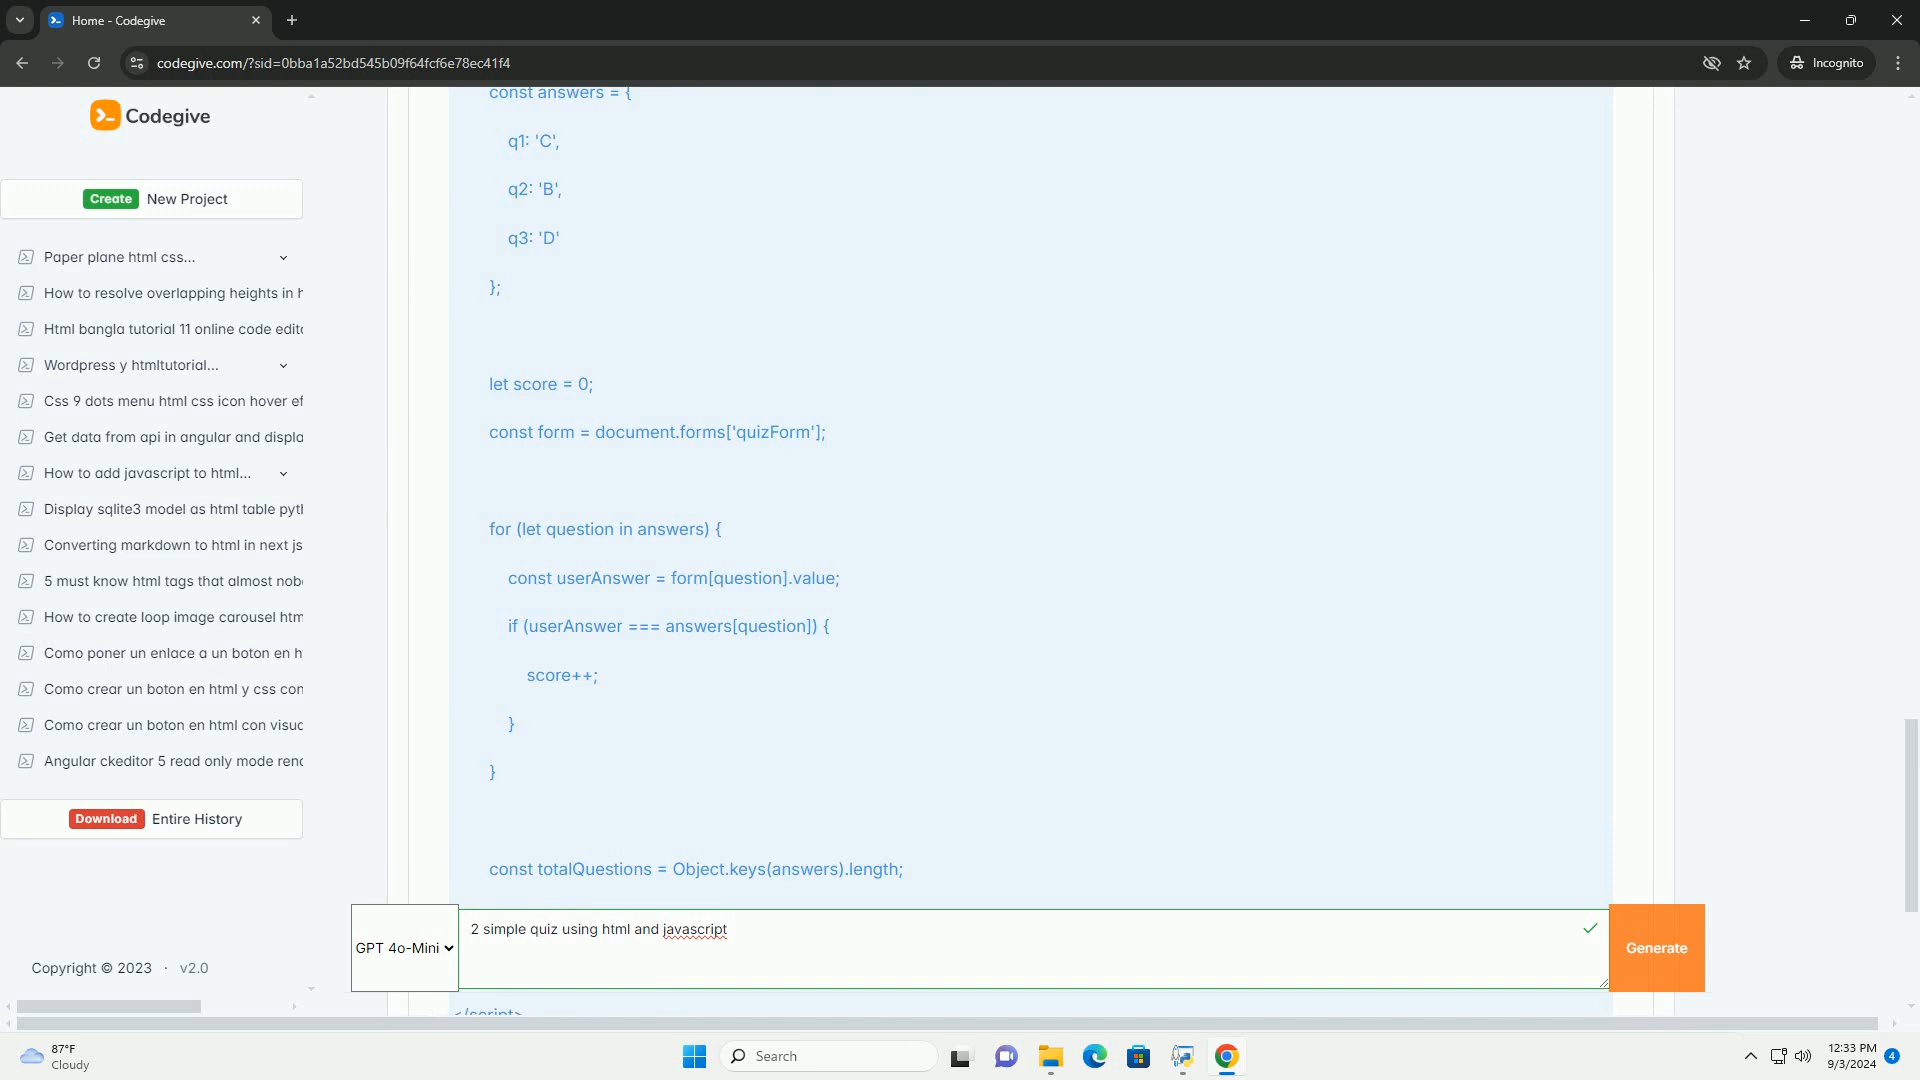 Home - Codegive
codegive.com/?sid=0bba1a52bd545b09f64fcf6e78ec41f4
Incognito
Codegive
Create New Project
Paper plane html css...
How to resolve overlapping heights in h
Html bangla tutorial 11 online code edit
Wordpress y htmltutorial...
Css 9 dots menu html css icon hover ef
Get data from api in angular and displa
How to add javascript to html...
Display sqlite3 model as html table pyt
Converting markdown to html in next js
5 must know html tags that almost nob
How to create loop image carousel htm
Como poner un enlace a un boton en h
Como crear un boton en html y css con
Como crear un boton en html con visu
Angular ckeditor 5 read only mode ren
Download Entire History
Copyright © 2023 · v2.0
const answers = {
q1: 'C',
q2: 'B',
q3: 'D'
};
let score = 0;
const form = document.forms['quizForm'];
for (let question in answers) {
const userAnswer = form[question].value;
if (userAnswer === answers[question]) {
score++;
}
}
const totalQuestions = Object.keys(answers).length;
GPT 4o-Mini
2 simple quiz using html and javascript
Generate
</script>
87°F
Cloudy
Search
12:33 PM
9/3/2024
4